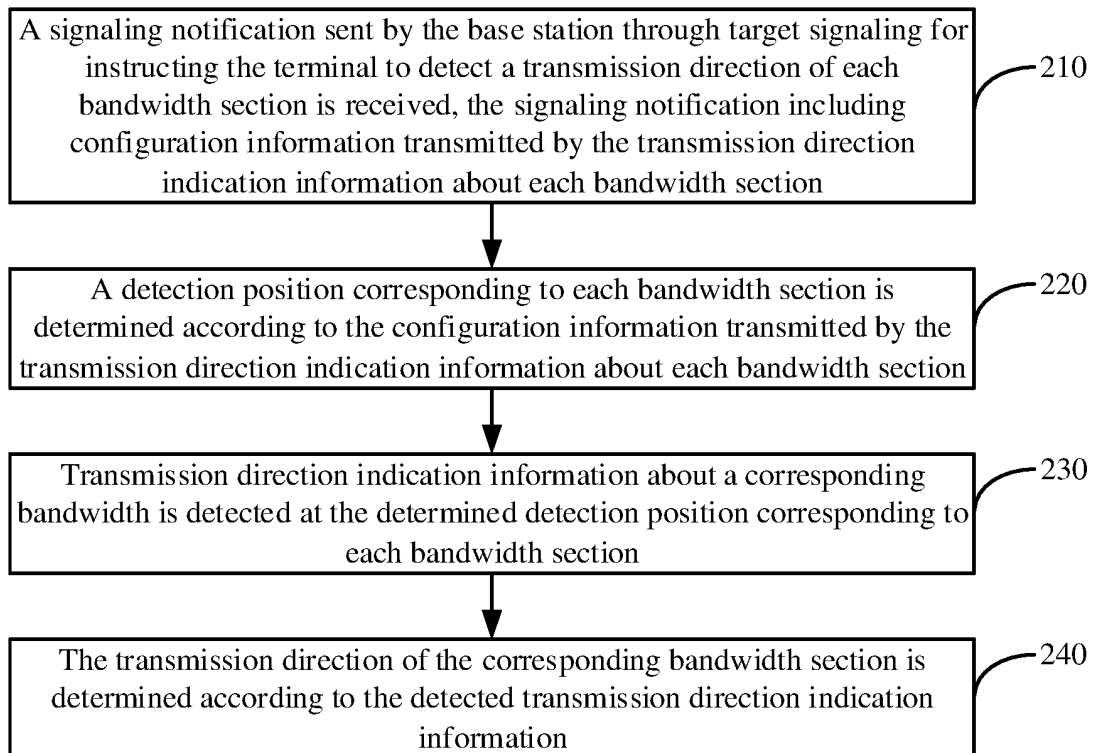 A signaling notification sent by the base station through target signaling for
instructing the terminal to detect a transmission direction of each
bandwidth section is received, the signaling notification including
configuration information transmitted by the transmission direction
indication information about each bandwidth section
210
A detection position corresponding to each bandwidth section is
determined according to the configuration information transmitted by the
transmission direction indication information about each bandwidth section
220
Transmission direction indication information about a corresponding
bandwidth is detected at the determined detection position corresponding to
each bandwidth section
230
The transmission direction of the corresponding bandwidth section is
determined according to the detected transmission direction indication
information
240